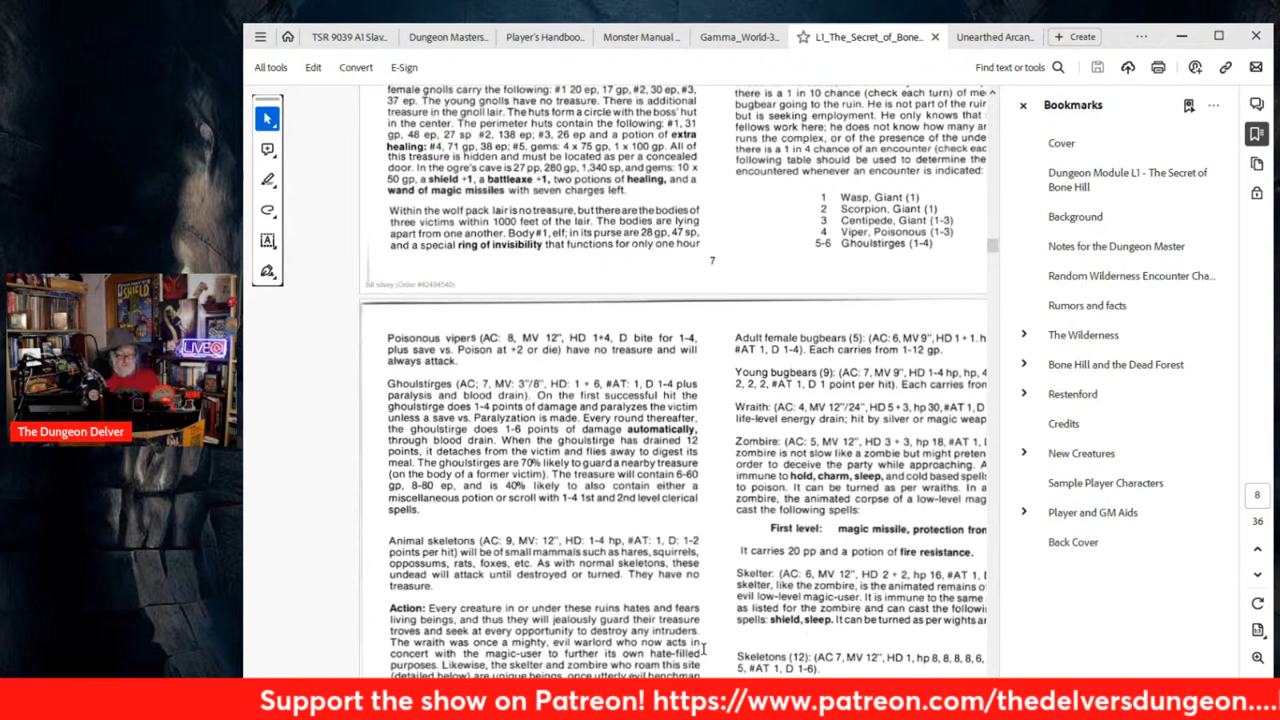 TSR 9039 A1 Slav...
Dungeon Masters...
Player's Handboo...
Monster Manual ...
Gamma_World-3...
L1_The_Secret_of_Bone...
Unearthed Arcan...
Create
All tools
Edit
Convert
E-Sign
Find text or tools
female gnolls carry the following: #1 20 ep, 17 gp, #2, 30 ep, #3,
37 ep. The young gnolls have no treasure. There is additional
treasure in the gnoll lair. The huts form a circle with the boss' hut
in the center. The perimeter huts contain the following: #1, 31
gp, 48 ep, 27 sp #2, 138 ep; #3, 26 ep and a potion of extra
healing: #4, 71 gp, 38 ep; #5, gems: 4 x 75 gp, 1 x 100 gp. All of
this treasure is hidden and must be located as per a concealed
door. In the ogre's cave is 27 pp, 280 gp, 1,340 sp, and gems: 10 x
50 gp, a shield +1, a battleaxe +1, two potions of healing, and a
wand of magic missiles with seven charges left.
Within the wolf pack lair is no treasure, but there are the bodies of
three victims within 1000 feet of the lair. The bodies are lying
apart from one another. Body #1, elf; in its purse are 28 gp, 47 sp,
and a special ring of invisibility that functions for only one hour
there is a 1 in 10 chance (check each turn) of me
bugbear going to the ruin. He is not part of the ruin
but is seeking employment. He only knows that
fellows work here; he does not know how many ar
runs the complex, or of the presence of the unde
there is a 1 in 4 chance of an encounter (check eac
following table should be used to determine the
encountered whenever an encounter is indicated:
1 Wasp, Giant (1)
2 Scorpion, Giant (1)
3 Centipede, Giant (1-3)
4 Viper, Poisonous (1-3)
5-6 Ghoulstirges (1-4)
7
bill silvey (Order #42484540)
Poisonous vipers (AC: 8, MV 12", HD 1+4, D bite for 1-4,
plus save vs. Poison at +2 or die) have no treasure and will
always attack.
Ghoulstirges (AC; 7, MV: 3"/8", HD: 1 + 6, #AT: 1, D 1-4 plus
paralysis and blood drain). On the first successful hit the
ghoulstirge does 1-4 points of damage and paralyzes the victim
unless a save vs. Paralyzation is made. Every round thereafter,
the ghoulstirge does 1-6 points of damage automatically,
through blood drain. When the ghoulstirge has drained 12
points, it detaches from the victim and flies away to digest its
meal. The ghoulstirges are 70% likely to guard a nearby treasure
(on the body of a former victim). The treasure will contain 6-60
gp, 8-80 ep, and is 40% likely to also contain either a
miscellaneous potion or scroll with 1-4 1st and 2nd level clerical
spells.
Animal skeletons (AC: 9, MV: 12", HD: 1-4 hp, #AT: 1, D: 1-2
points per hit) will be of small mammals such as hares, squirrels,
oppossums, rats, foxes, etc. As with normal skeletons, these
undead will attack until destroyed or turned. They have no
treasure.
Action: Every creature in or under these ruins hates and fears
living beings, and thus they will jealously guard their treasure
troves and seek at every opportunity to destroy any intruders.
The wraith was once a mighty, evil warlord who now acts in
concert with the magic-user to further its own hate-filled
purposes. Likewise, the skelter and zombire who roam this site
(detailed below) are unique beings, once utterly evil henchman
Adult female bugbears (5): (AC: 6, MV 9", HD 1 + 1. h
#AT 1, D 1-4). Each carries from 1-12 gp.
Young bugbears (9): (AC: 7, MV 9", HD 1-4 hp, hp, 4
2, 2, 2, #AT 1, D 1 point per hit). Each carries from
Wraith: (AC: 4, MV 12"/24", HD 5 + 3, hp 30, #AT 1, D
life-level energy drain; hit by silver or magic weap
Zombire: (AC: 5, MV 12", HD 3 + 3, hp 18, #AT 1, D
zombire is not slow like a zombie but might preten
order to deceive the party while approaching. A
immune to hold, charm, sleep, and cold based spells
to poison. It can be turned as per wraiths. In a
zombire, the animated corpse of a low-level mag
cast the following spells:
First level: magic missile, protection from
It carries 20 pp and a potion of fire resistance.
Skelter: (AC: 6, MV 12", HD 2 + 2, hp 16, #AT 1, D
skelter, like the zombire, is the animated remains o
evil low-level magic-user. It is immune to the same
as listed for the zombire and can cast the followin
spells: shield, sleep. It can be turned as per wights an
Skeletons (12): (AC 7, MV 12", HD 1, hp 8, 8, 8, 8, 6,
5, #AT 1, D 1-6).
Bookmarks
Cover
Dungeon Module L1 - The Secret of
Bone Hill
Background
Notes for the Dungeon Master
Random Wilderness Encounter Cha...
Rumors and facts
The Wilderness
Bone Hill and the Dead Forest
Restenford
Credits
New Creatures
Sample Player Characters
Player and GM Aids
Back Cover
8
36
SHIELD
LIVE
The Dungeon Delver
Support the show on Patreon! https://www.patreon.com/thedelversdungeon....